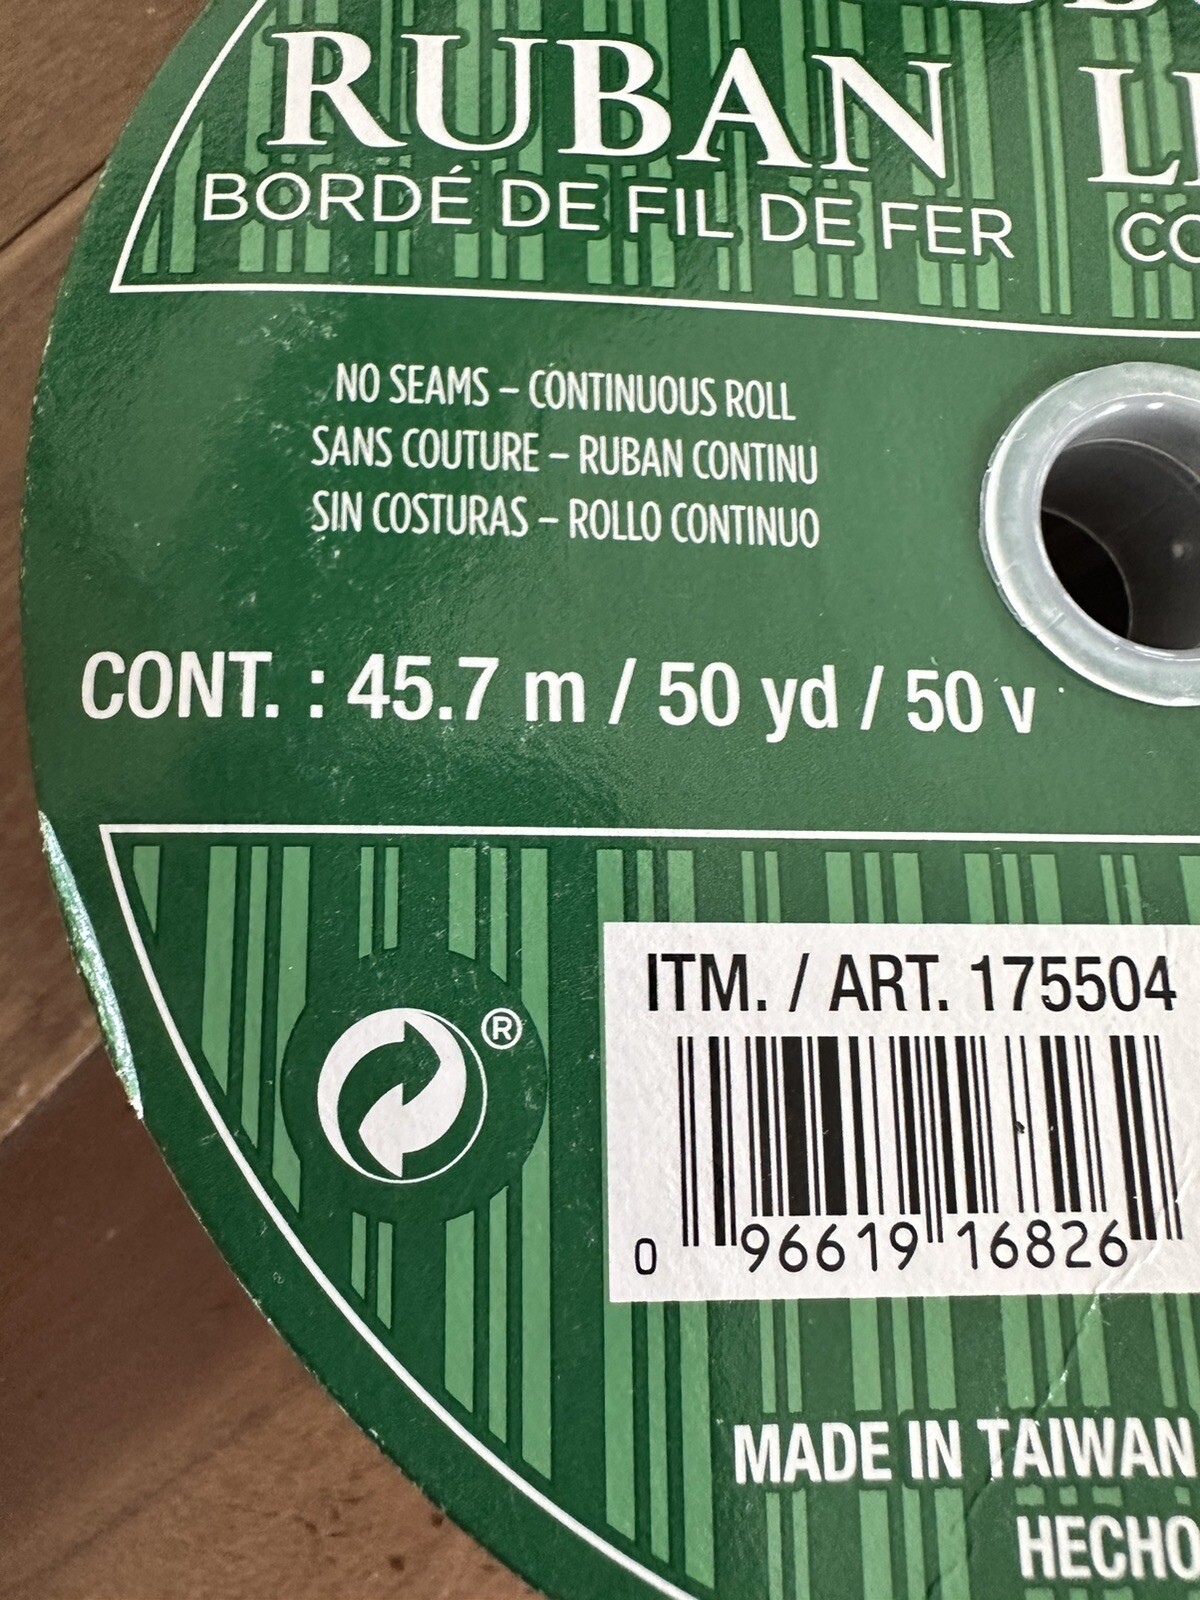 RUBAN
BORDÉ DE FIL DE FER
NO SEAMS – CONTINUOUS ROLL
SANS COUTURE – RUBAN CONTINU
SIN COSTURAS – ROLLO CONTINUO
CONT. : 45.7 m / 50 yd / 50 v
®
ITM. / ART. 175504
0 96619 16826
MADE IN TAIWAN
HECHO